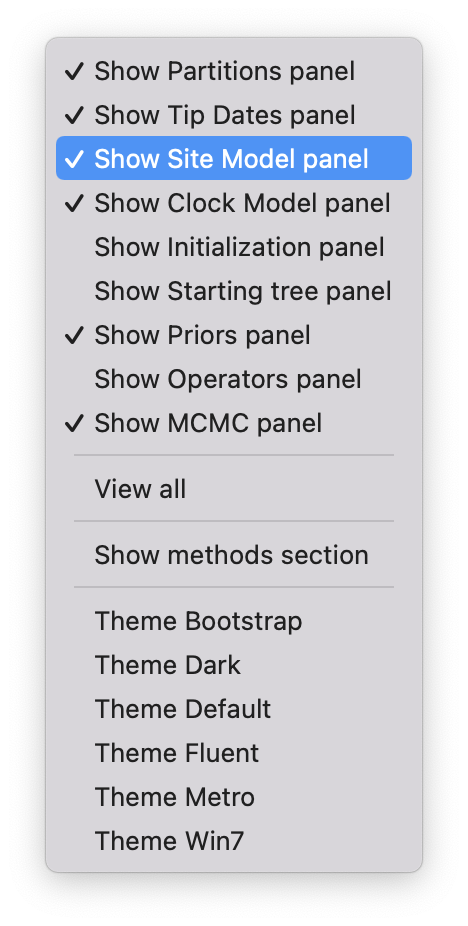 Show Partitions panel
Show Tip Dates panel
Show Site Model panel
Show Clock Model panel
Show Initialization panel
Show Starting tree panel
Show Priors panel
Show Operators panel
Show MCMC panel
View all
Show methods section
Theme Bootstrap
Theme Dark
Theme Default
Theme Fluent
Theme Metro
Theme Win7